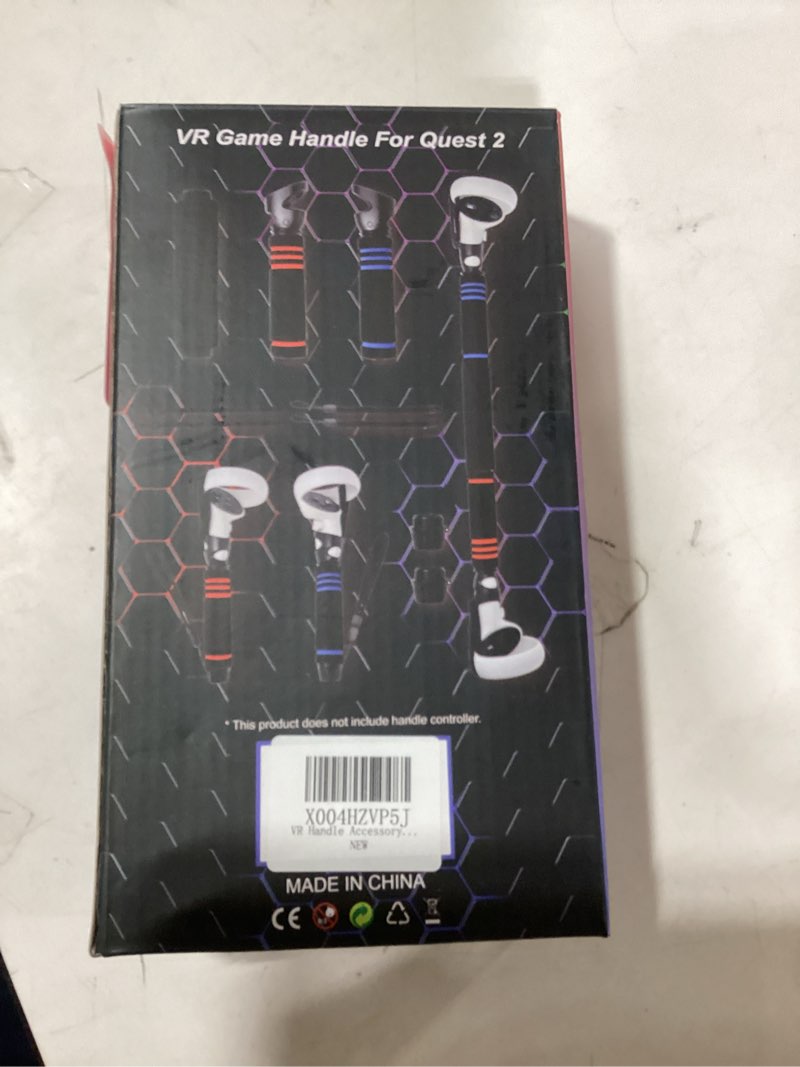 VR Game Handle For Quest 2
* This product does not include handle controller.
X004HZVP5J
VR Handle Accessory...
NEW
MADE IN CHINA
CE